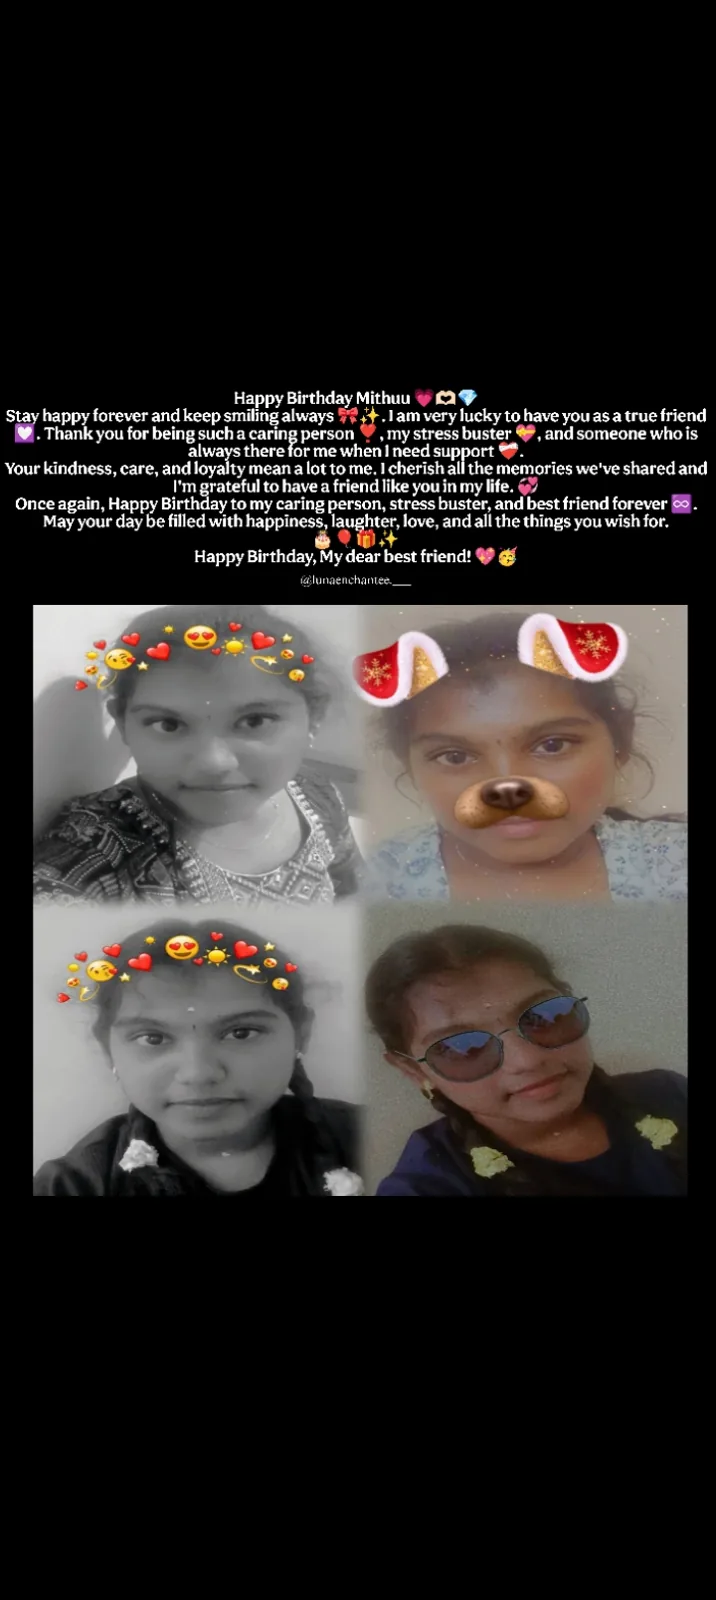 Happy Birthday Mithuu 💗🫶🏻💎
Stay happy forever and keep smiling always 🎀✨. I am very lucky to have you as a true friend
💟. Thank you for being such a caring person ❣️, my stress buster 💝, and someone who is
always there for me when I need support ❤️‍🩹.
Your kindness, care, and loyalty mean a lot to me. I cherish all the memories we've shared and
I'm grateful to have a friend like you in my life. 💞
Once again, Happy Birthday to my caring person, stress buster, and best friend forever ♾️.
May your day be filled with happiness, laughter, love, and all the things you wish for.
🎂🎈🎁✨
Happy Birthday, My dear best friend! 💖🥳
@lunaenchantee.___